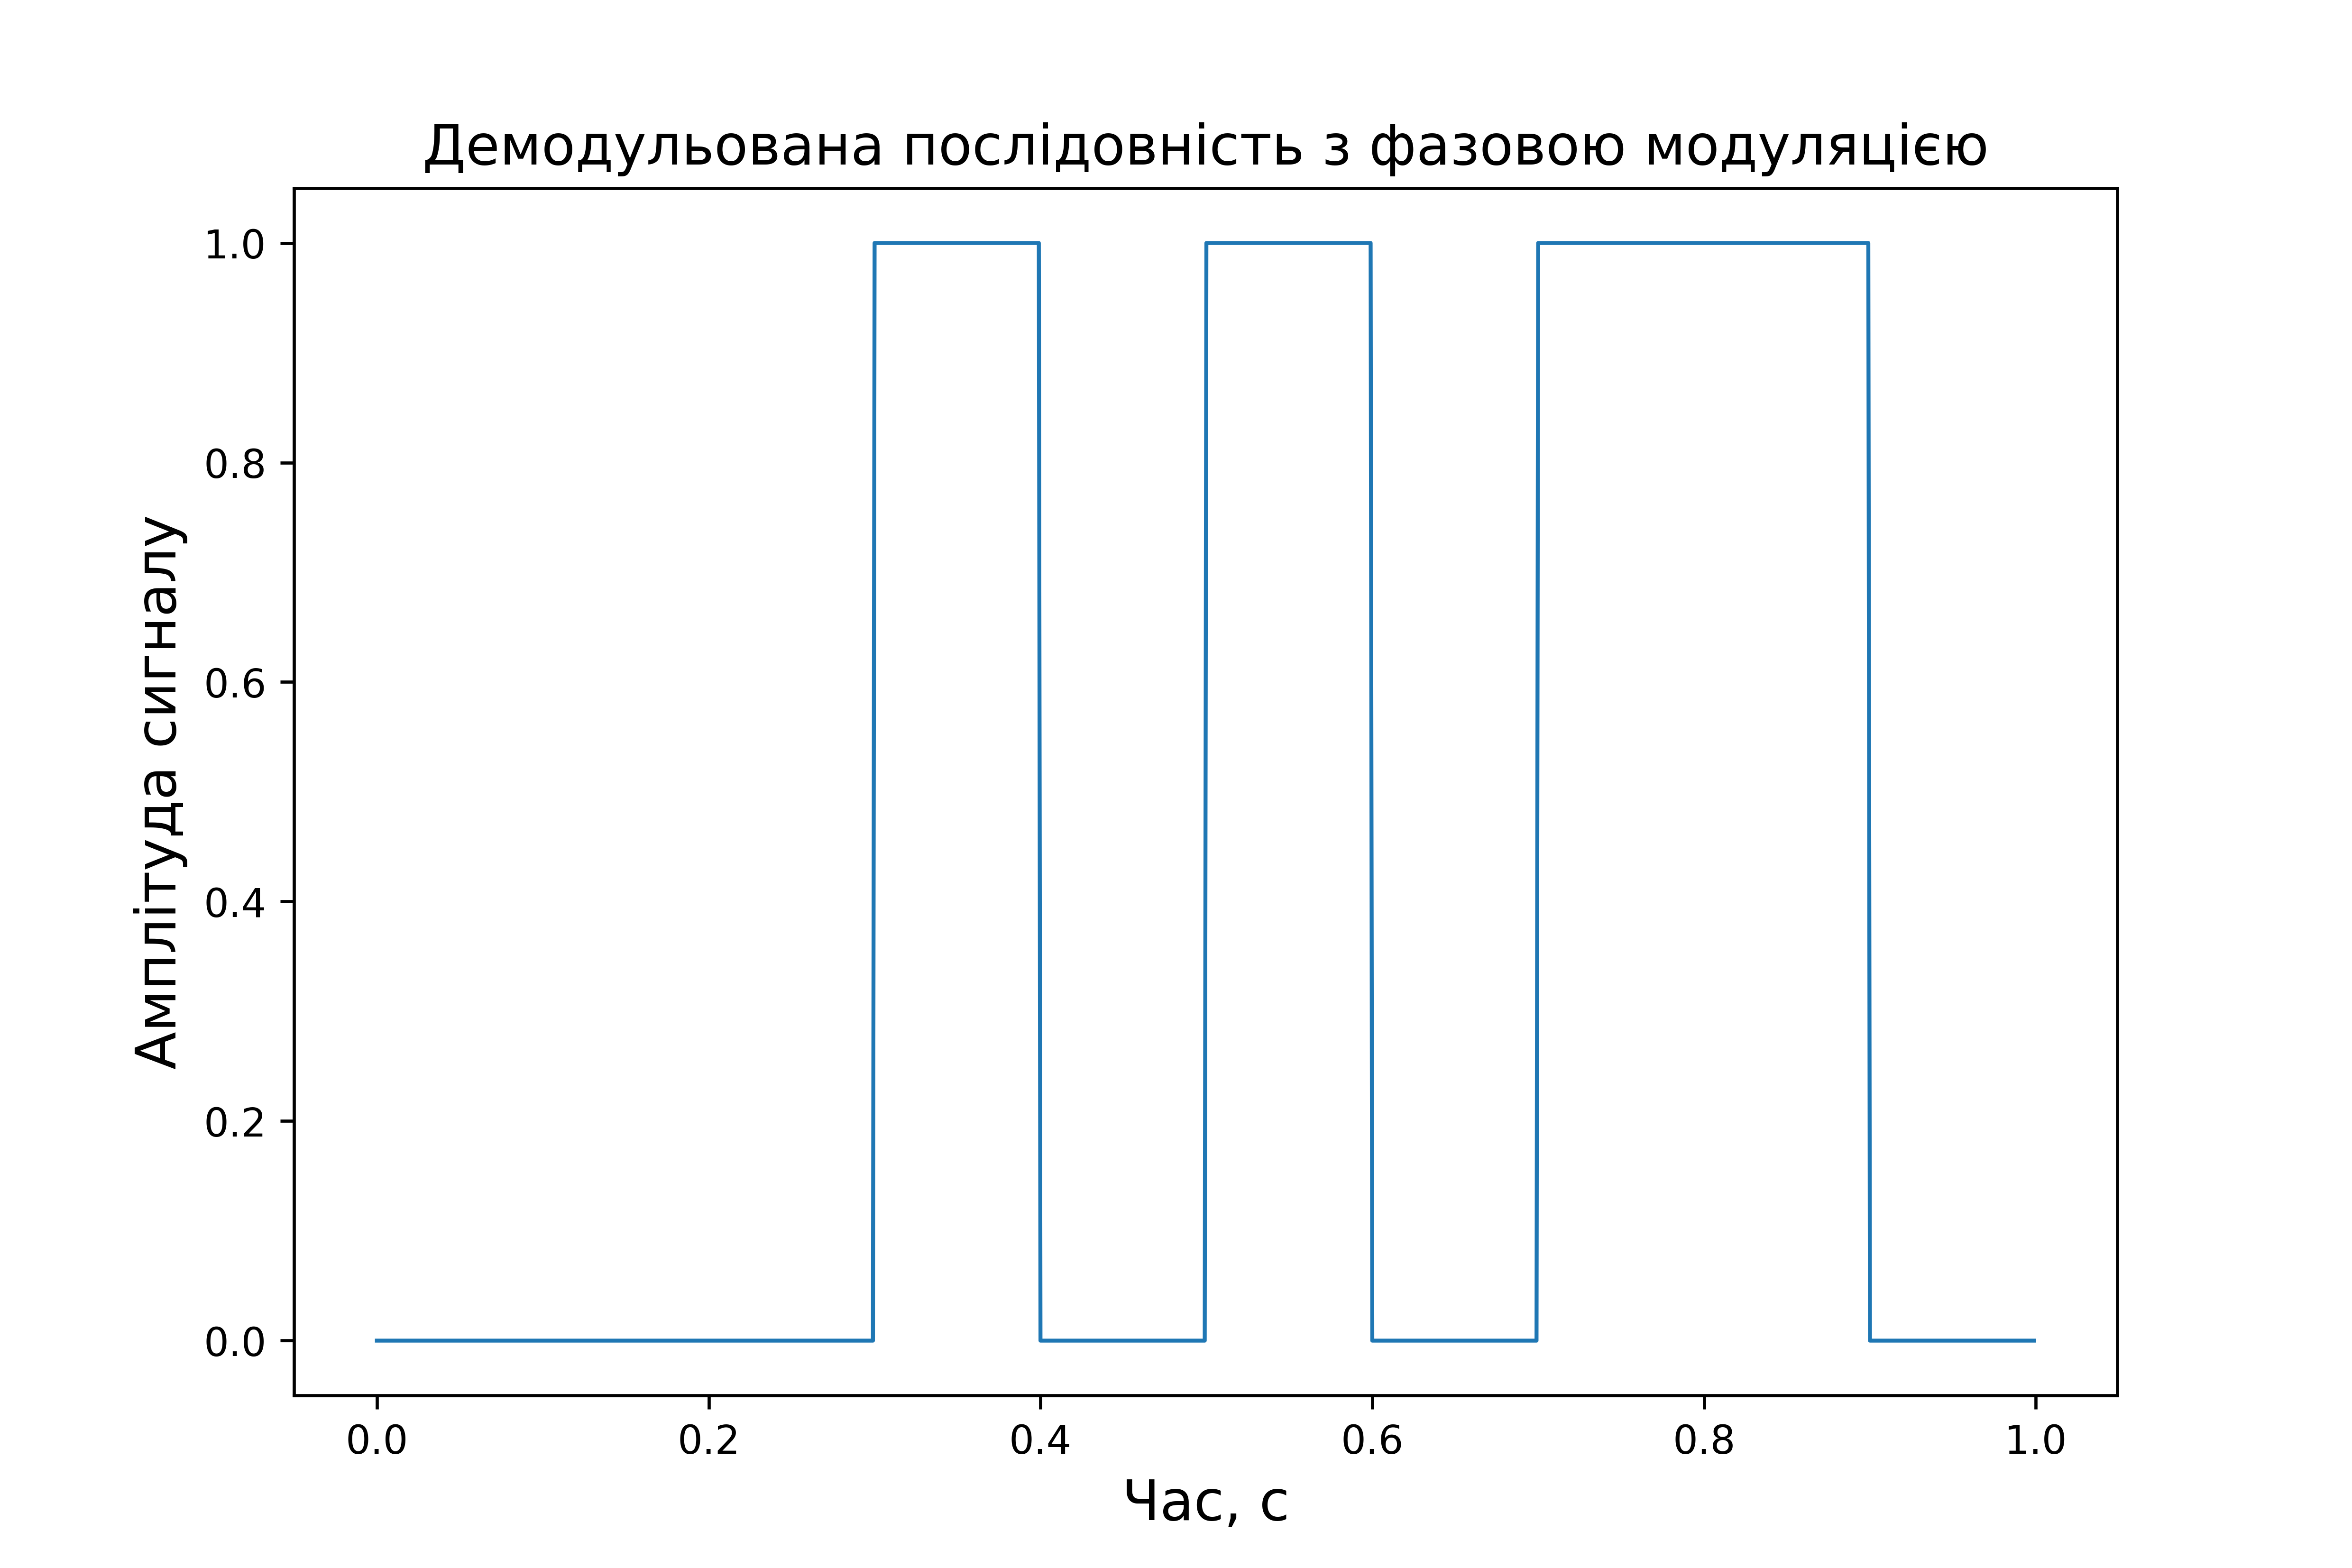 Демодульована послідовність з фазовою модуляцією
Амплітуда сигналу
1.0
0.8
0.6
0.4
0.2
0.0
0.0 0.2 0.4 0.6 0.8 1.0
Час, с